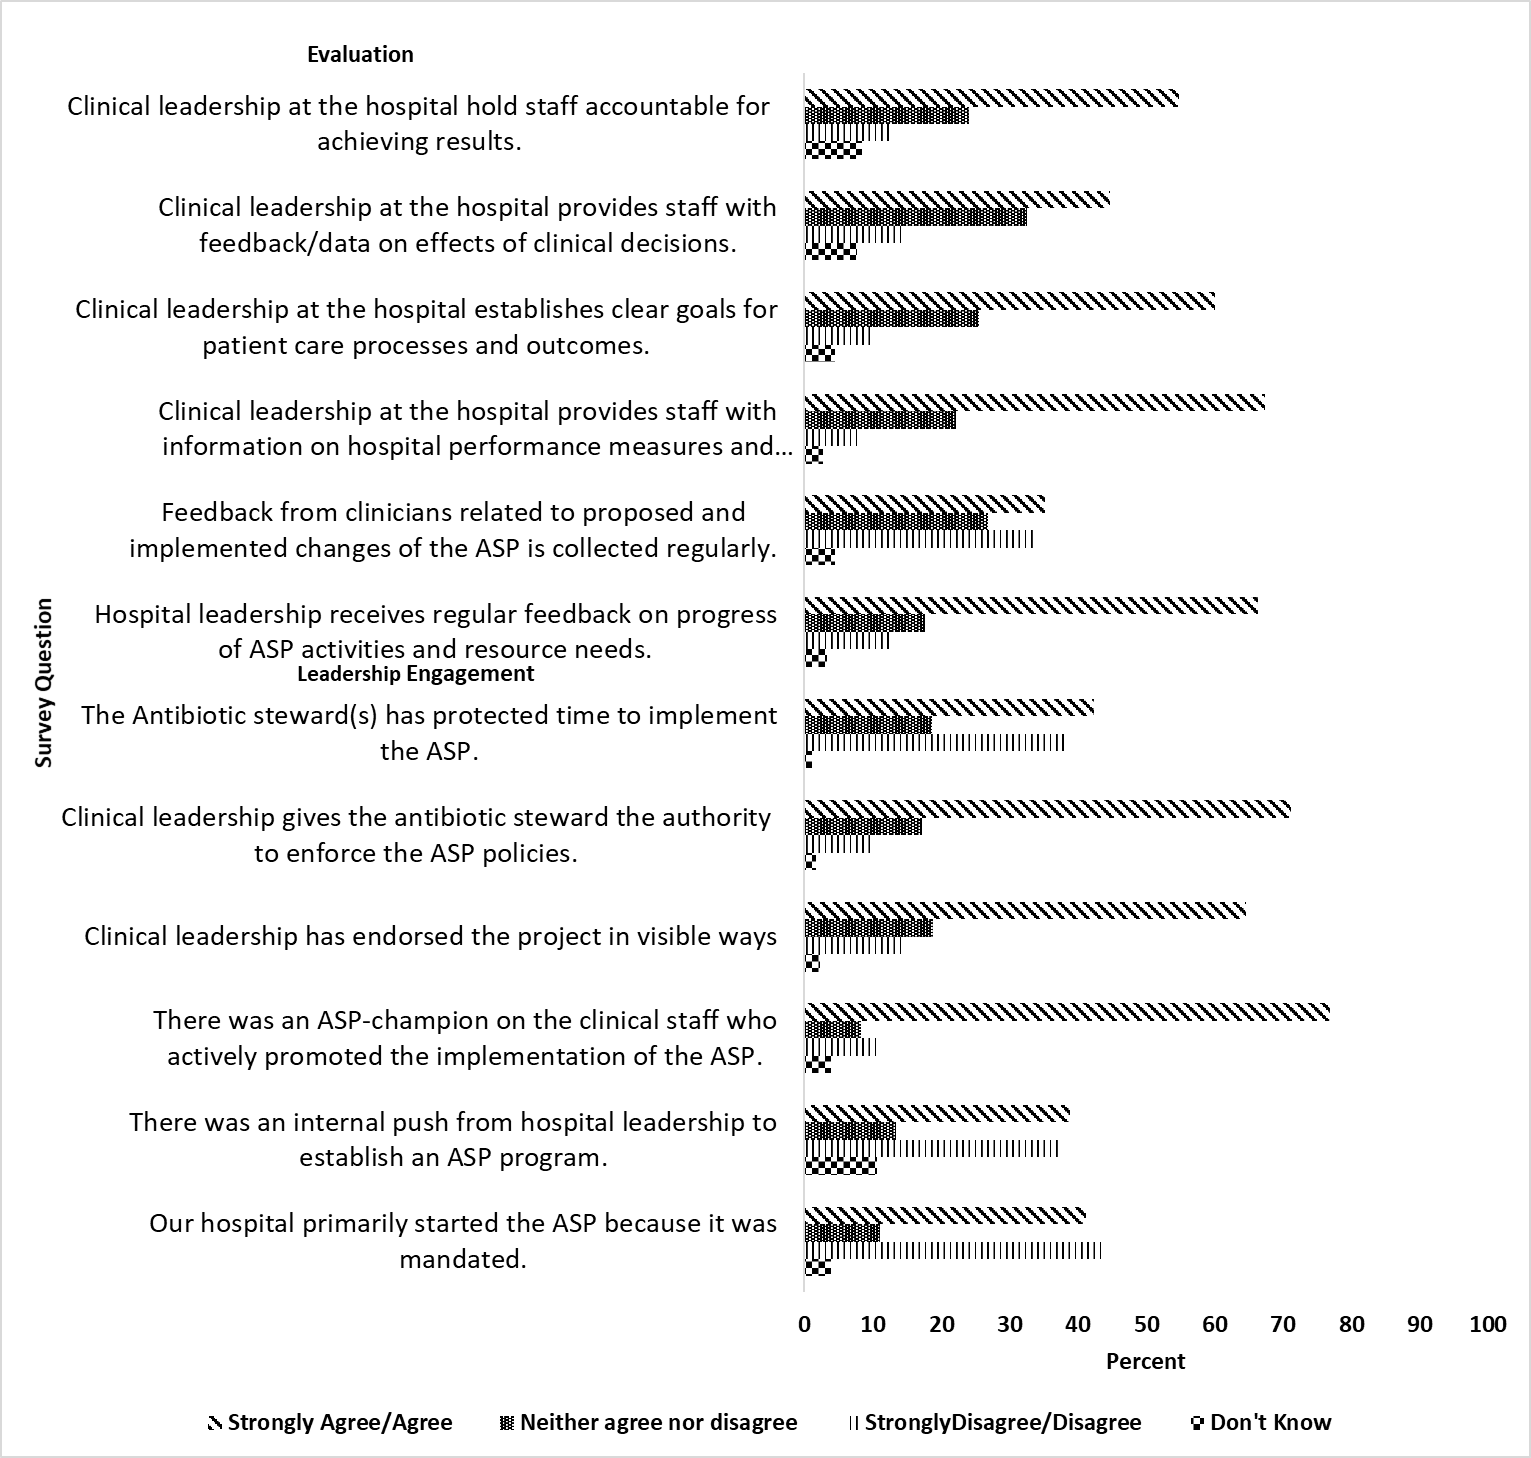 Evaluation
Clinical leadership at the hospital hold staff accountable for
achieving results.
Clinical leadership at the hospital provides staff with
feedback/data on effects of clinical decisions.
Clinical leadership at the hospital establishes clear goals for
patient care processes and outcomes.
Clinical leadership at the hospital provides staff with
information on hospital performance measures and...
Feedback from clinicians related to proposed and
implemented changes of the ASP is collected regularly.
Hospital leadership receives regular feedback on progress
of ASP activities and resource needs.
Leadership Engagement
The Antibiotic steward(s) has protected time to implement
the ASP.
Clinical leadership gives the antibiotic steward the authority
to enforce the ASP policies.
Clinical leadership has endorsed the project in visible ways
There was an ASP-champion on the clinical staff who
actively promoted the implementation of the ASP.
There was an internal push from hospital leadership to
establish an ASP program.
Our hospital primarily started the ASP because it was
mandated.
Survey Question
0 10 20 30 40 50 60 70 80 90 100
Percent
Strongly Agree/Agree Neither agree nor disagree StronglyDisagree/Disagree Don't Know